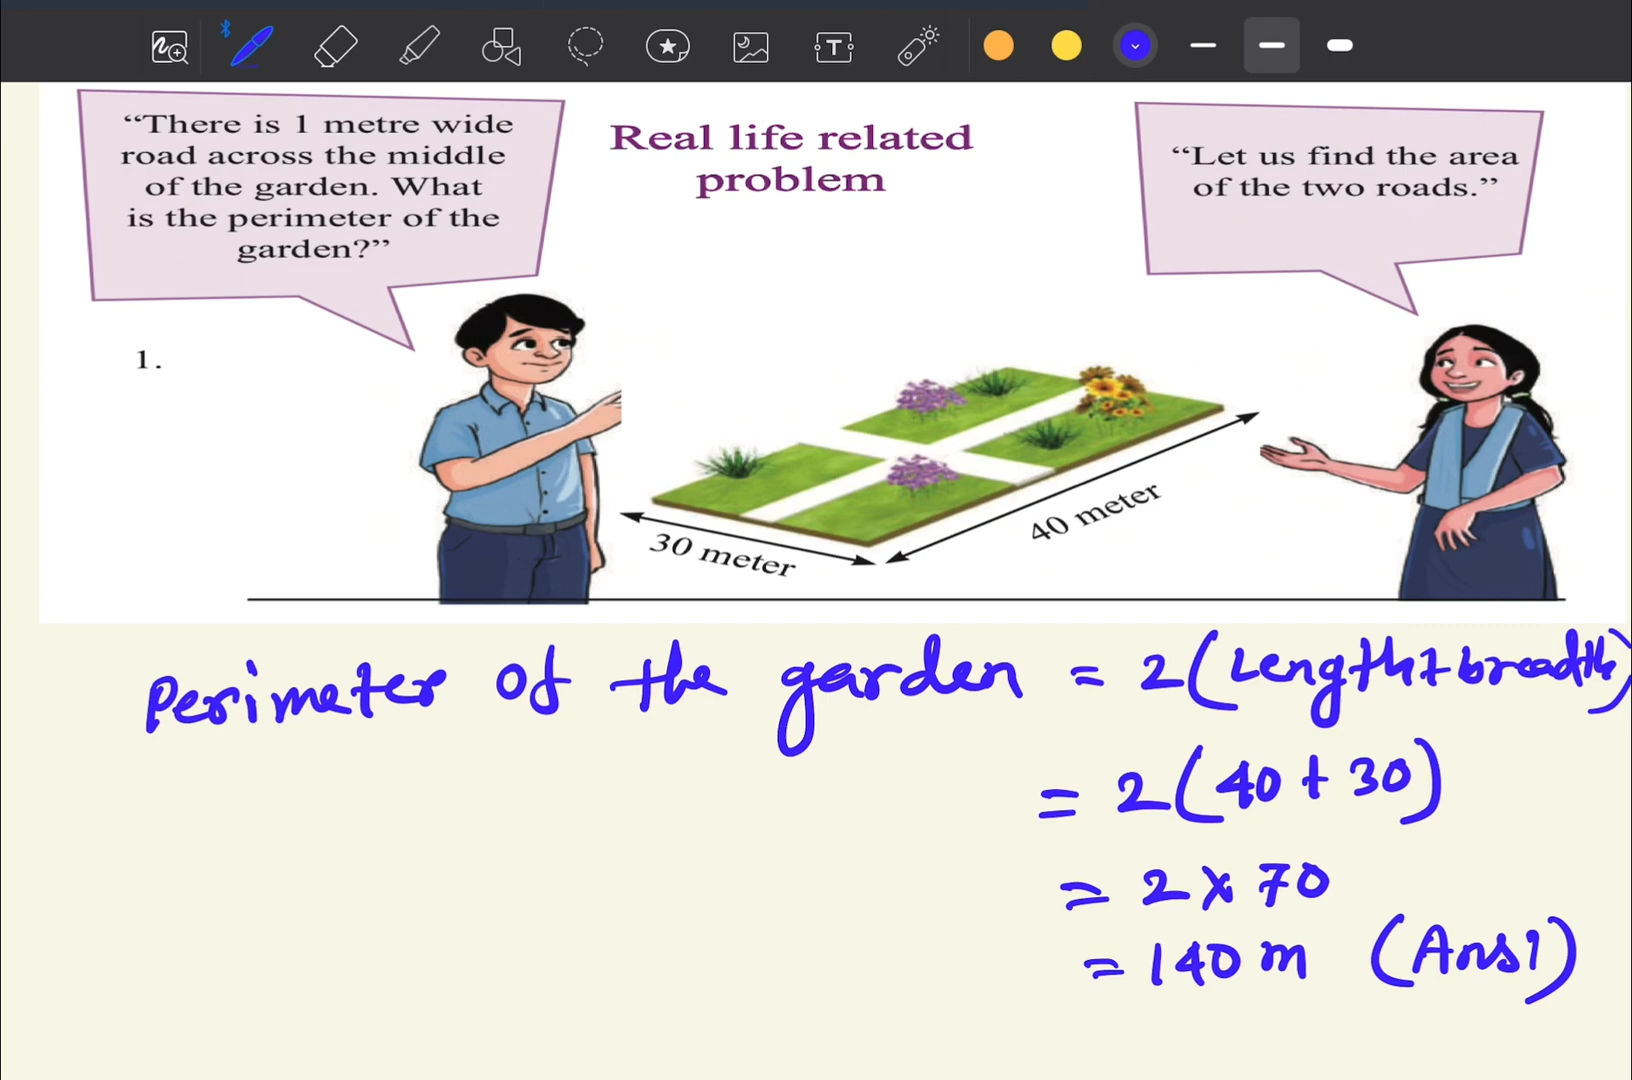 “There is 1 metre wide
road across the middle
of the garden. What
is the perimeter of the
garden?”
Real life related
problem
“Let us find the area
of the two roads.”
1.
30 meter
40 meter
Perimeter of the garden = 2(Length+breadth)
= 2(40 + 30)
= 2 x 70
= 140 m (Ans1)